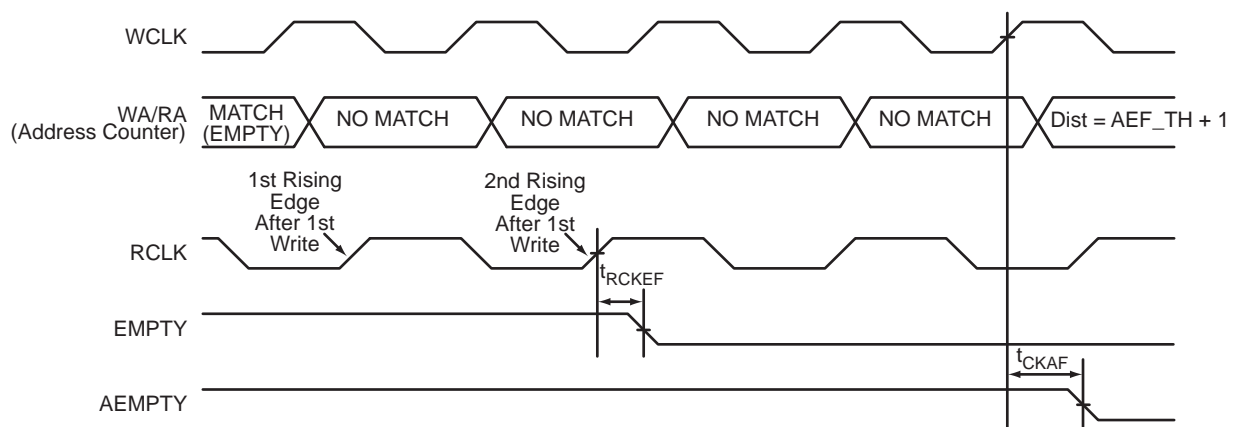 WCLK
WA/RA
(Address Counter)
MATCH
(EMPTY)
NO MATCH
NO MATCH
NO MATCH
NO MATCH
Dist = AEF_TH + 1
1st Rising
Edge
After 1st
Write
2nd Rising
Edge
After 1st
Write
RCLK
tRCKEF
EMPTY
tCKAF
AEMPTY